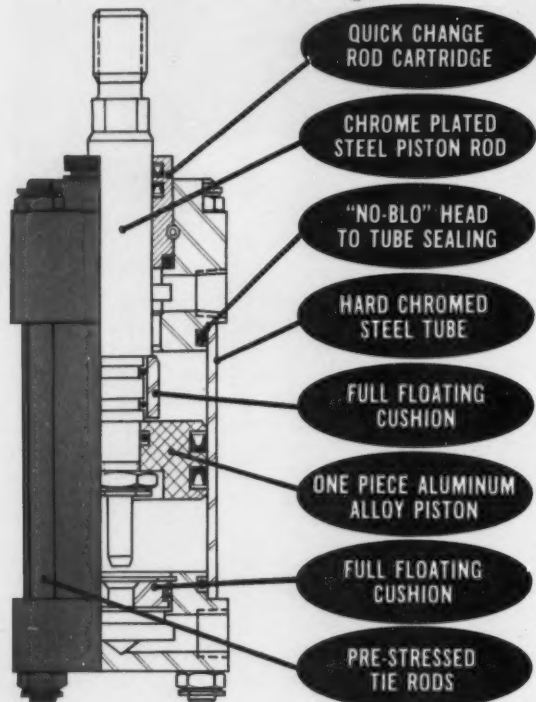 QUICK CHANGE
ROD CARTRIDGE
CHROME PLATED
STEEL PISTON ROD
"NO-BLO" HEAD
TO TUBE SEALING
HARD CHROMED
STEEL TUBE
FULL FLOATING
CUSHION
ONE PIECE ALUMINUM
ALLOY PISTON
FULL FLOATING
CUSHION
PRE-STRESSED
TIE RODS